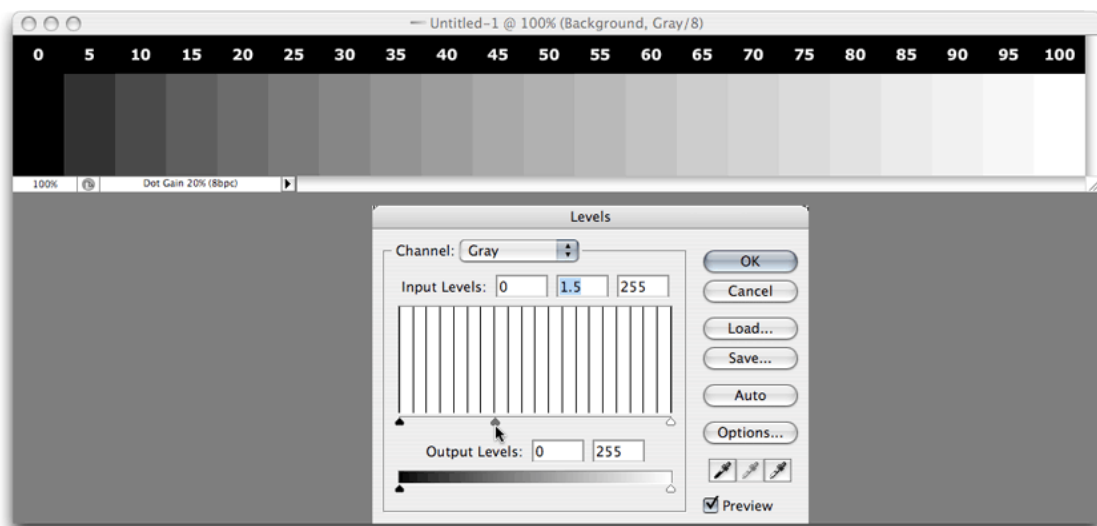 Untitled-1 @ 100% (Background, Gray/8)
0 5 10 15 20 25 30 35 40 45 50 55 60 65 70 75 80 85 90 95 100
100% Dot Gain 20% (8bpc)
Levels
Channel: Gray
OK
Input Levels: 0 1.5 255
Cancel
Load...
Save...
Auto
Options...
Output Levels: 0 255
Preview